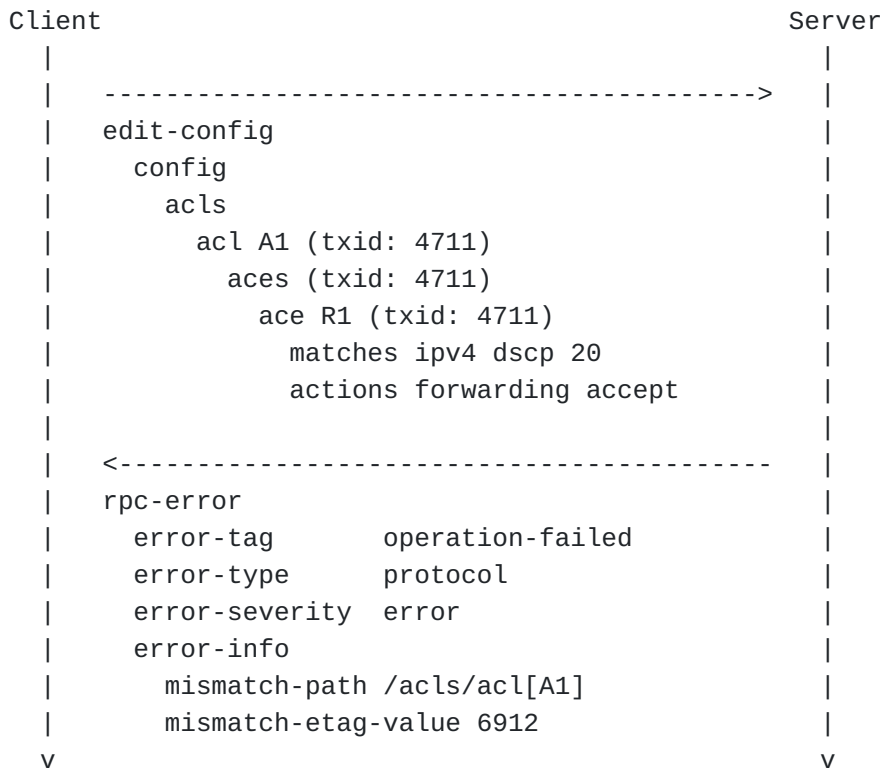 Client                                            Server
  |                                                  |
  |   ------------------------------------------>   |
  |   edit-config                                    |
  |     config                                       |
  |       acls                                       |
  |         acl A1 (txid: 4711)                      |
  |           aces (txid: 4711)                      |
  |             ace R1 (txid: 4711)                  |
  |               matches ipv4 dscp 20               |
  |               actions forwarding accept          |
  |                                                  |
  |   <------------------------------------------   |
  |   rpc-error                                      |
  |     error-tag       operation-failed             |
  |     error-type      protocol                     |
  |     error-severity  error                        |
  |     error-info                                   |
  |       mismatch-path /acls/acl[A1]                |
  |       mismatch-etag-value 6912                   |
  v                                                  v